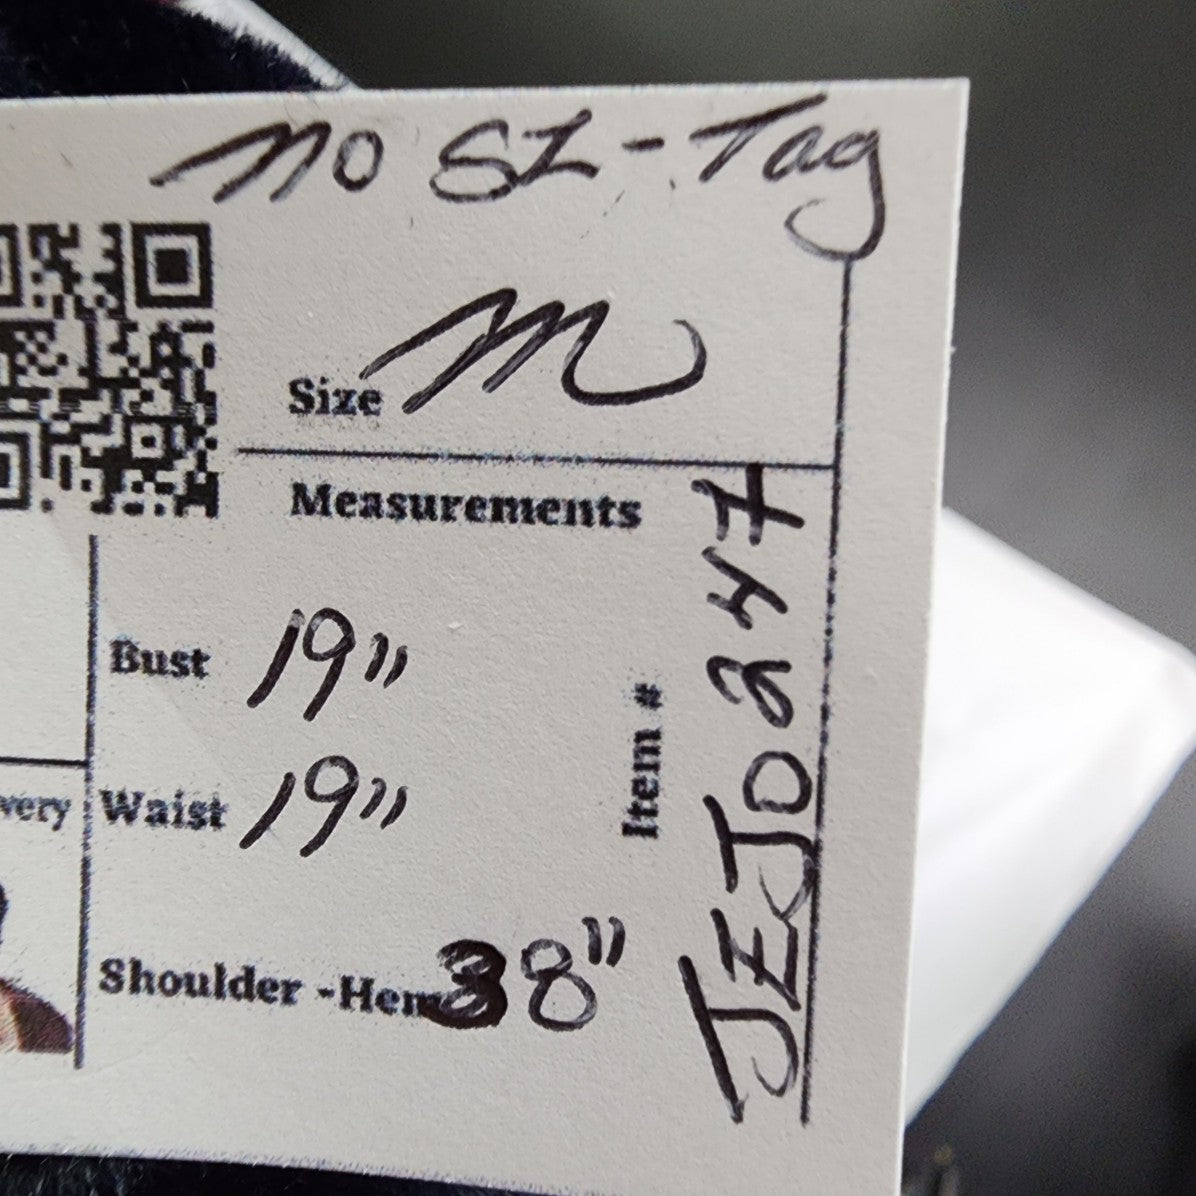 No SZ-Tag
Size M
Measurements
Bust 19"
Waist 19"
Shoulder -Hem 38"
Item # JEJ0247
very